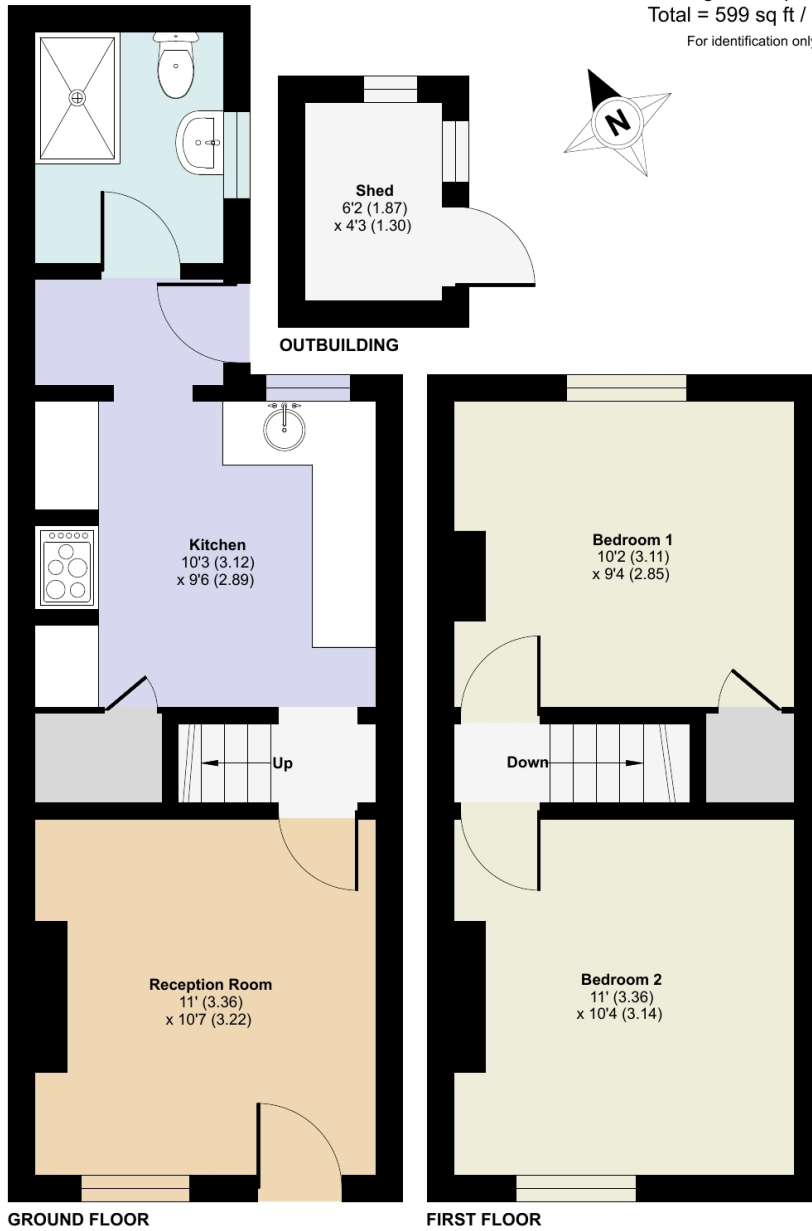 Total = 599 sq ft /
For identification only
N
Shed
6'2 (1.87)
x 4'3 (1.30)
OUTBUILDING
Kitchen
10'3 (3.12)
x 9'6 (2.89)
Bedroom 1
10'2 (3.11)
x 9'4 (2.85)
Up
Down
Reception Room
11' (3.36)
x 10'7 (3.22)
Bedroom 2
11' (3.36)
x 10'4 (3.14)
GROUND FLOOR
FIRST FLOOR